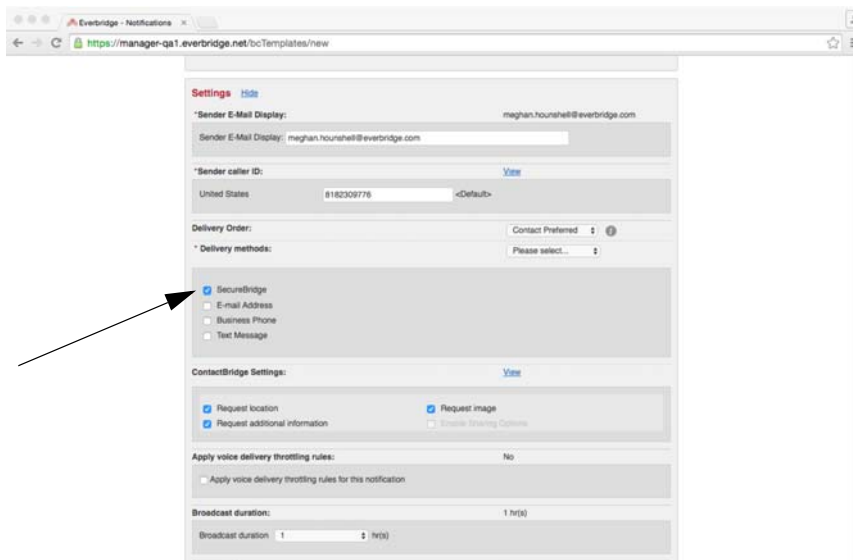 Everbridge - Notifications ×
https://manager-qa1.everbridge.net/bcTemplates/new
Settings Hide
*Sender E-Mail Display: meghan.hounshell@everbridge.com
Sender E-Mail Display: meghan.hounshell@everbridge.com
*Sender caller ID: View
United States 8182309776 <Default>
Delivery Order: Contact Preferred
* Delivery methods: Please select...
SecureBridge
E-mail Address
Business Phone
Text Message
ContactBridge Settings: View
Request location Request image
Request additional information Enable Sharing Options
Apply voice delivery throttling rules: No
Apply voice delivery throttling rules for this notification
Broadcast duration: 1 hr(s)
Broadcast duration 1 hr(s)